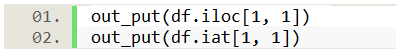 01. out_put(df.iloc[1, 1])
02. out_put(df.iat[1, 1])